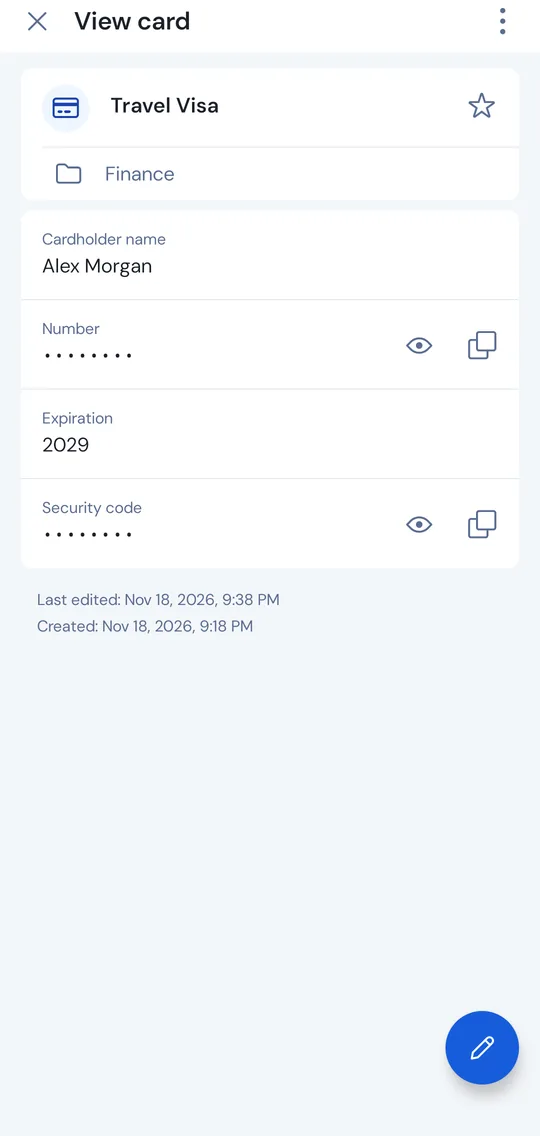 View card
Travel Visa
Finance
Cardholder name
Alex Morgan
Number
••••••••
Expiration
2029
Security code
••••••••
Last edited: Nov 18, 2026, 9:38 PM
Created: Nov 18, 2026, 9:18 PM